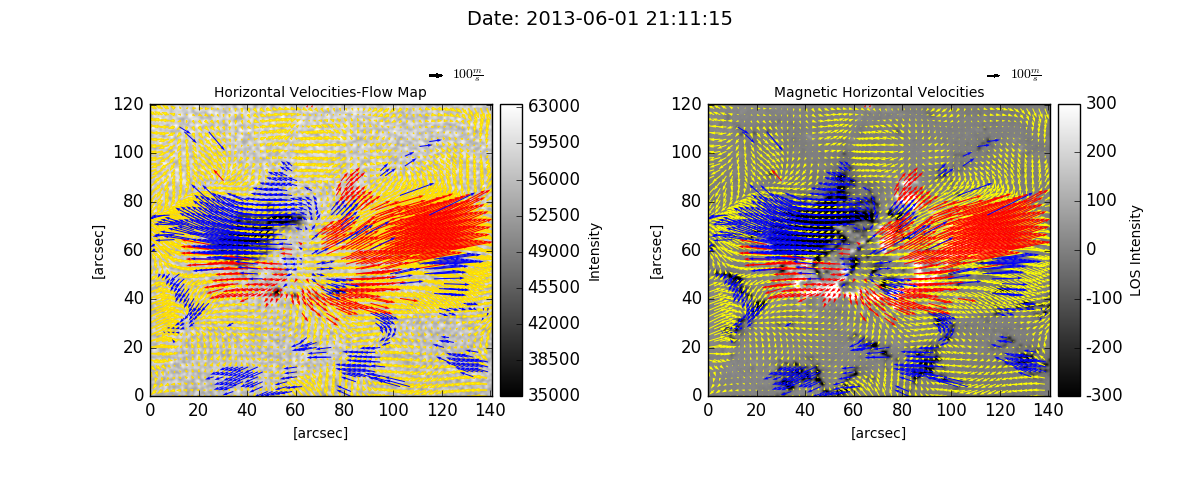 Date: 2013-06-01 21:11:15
100 m/s
Horizontal Velocities-Flow Map
120
100
80
60
40
20
0
[arcsec]
0 20 40 60 80 100 120 140
[arcsec]
63000
59500
56000
52500
49000
45500
42000
38500
35000
Intensity
100 m/s
Magnetic Horizontal Velocities
120
100
80
60
40
20
0
[arcsec]
0 20 40 60 80 100 120 140
[arcsec]
300
200
100
0
-100
-200
-300
LOS Intensity